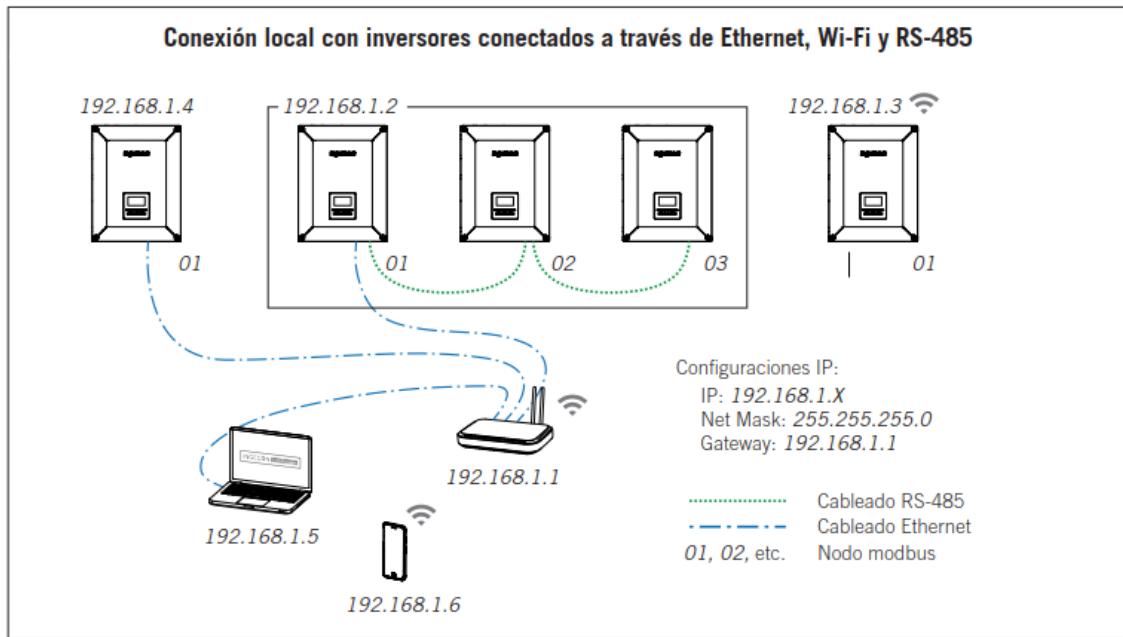 Conexión local con inversores conectados a través de Ethernet, Wi-Fi y RS-485
192.168.1.4
192.168.1.2
192.168.1.3
01
01
02
03
01
Configuraciones IP:
IP: 192.168.1.X
Net Mask: 255.255.255.0
Gateway: 192.168.1.1
192.168.1.1
192.168.1.5
192.168.1.6
Cableado RS-485
Cableado Ethernet
01, 02, etc. Nodo modbus